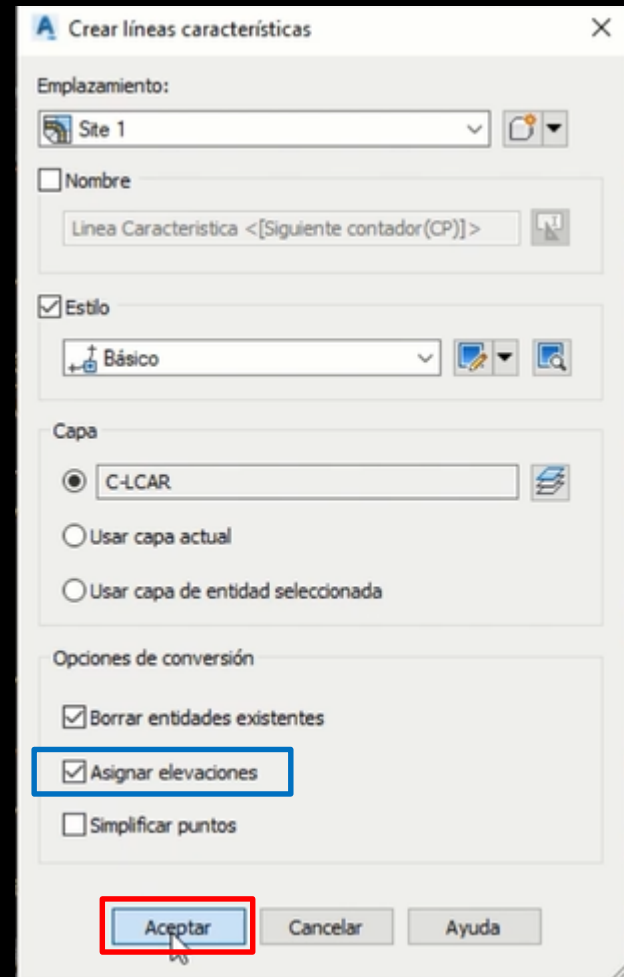 Crear líneas características
Emplazamiento:
Site 1
Nombre
Linea Caracteristica <[Siguiente contador(CP)]>
Estilo
Básico
Capa
C-LCAR
Usar capa actual
Usar capa de entidad seleccionada
Opciones de conversión
Borrar entidades existentes
Asignar elevaciones
Simplificar puntos
Aceptar Cancelar Ayuda